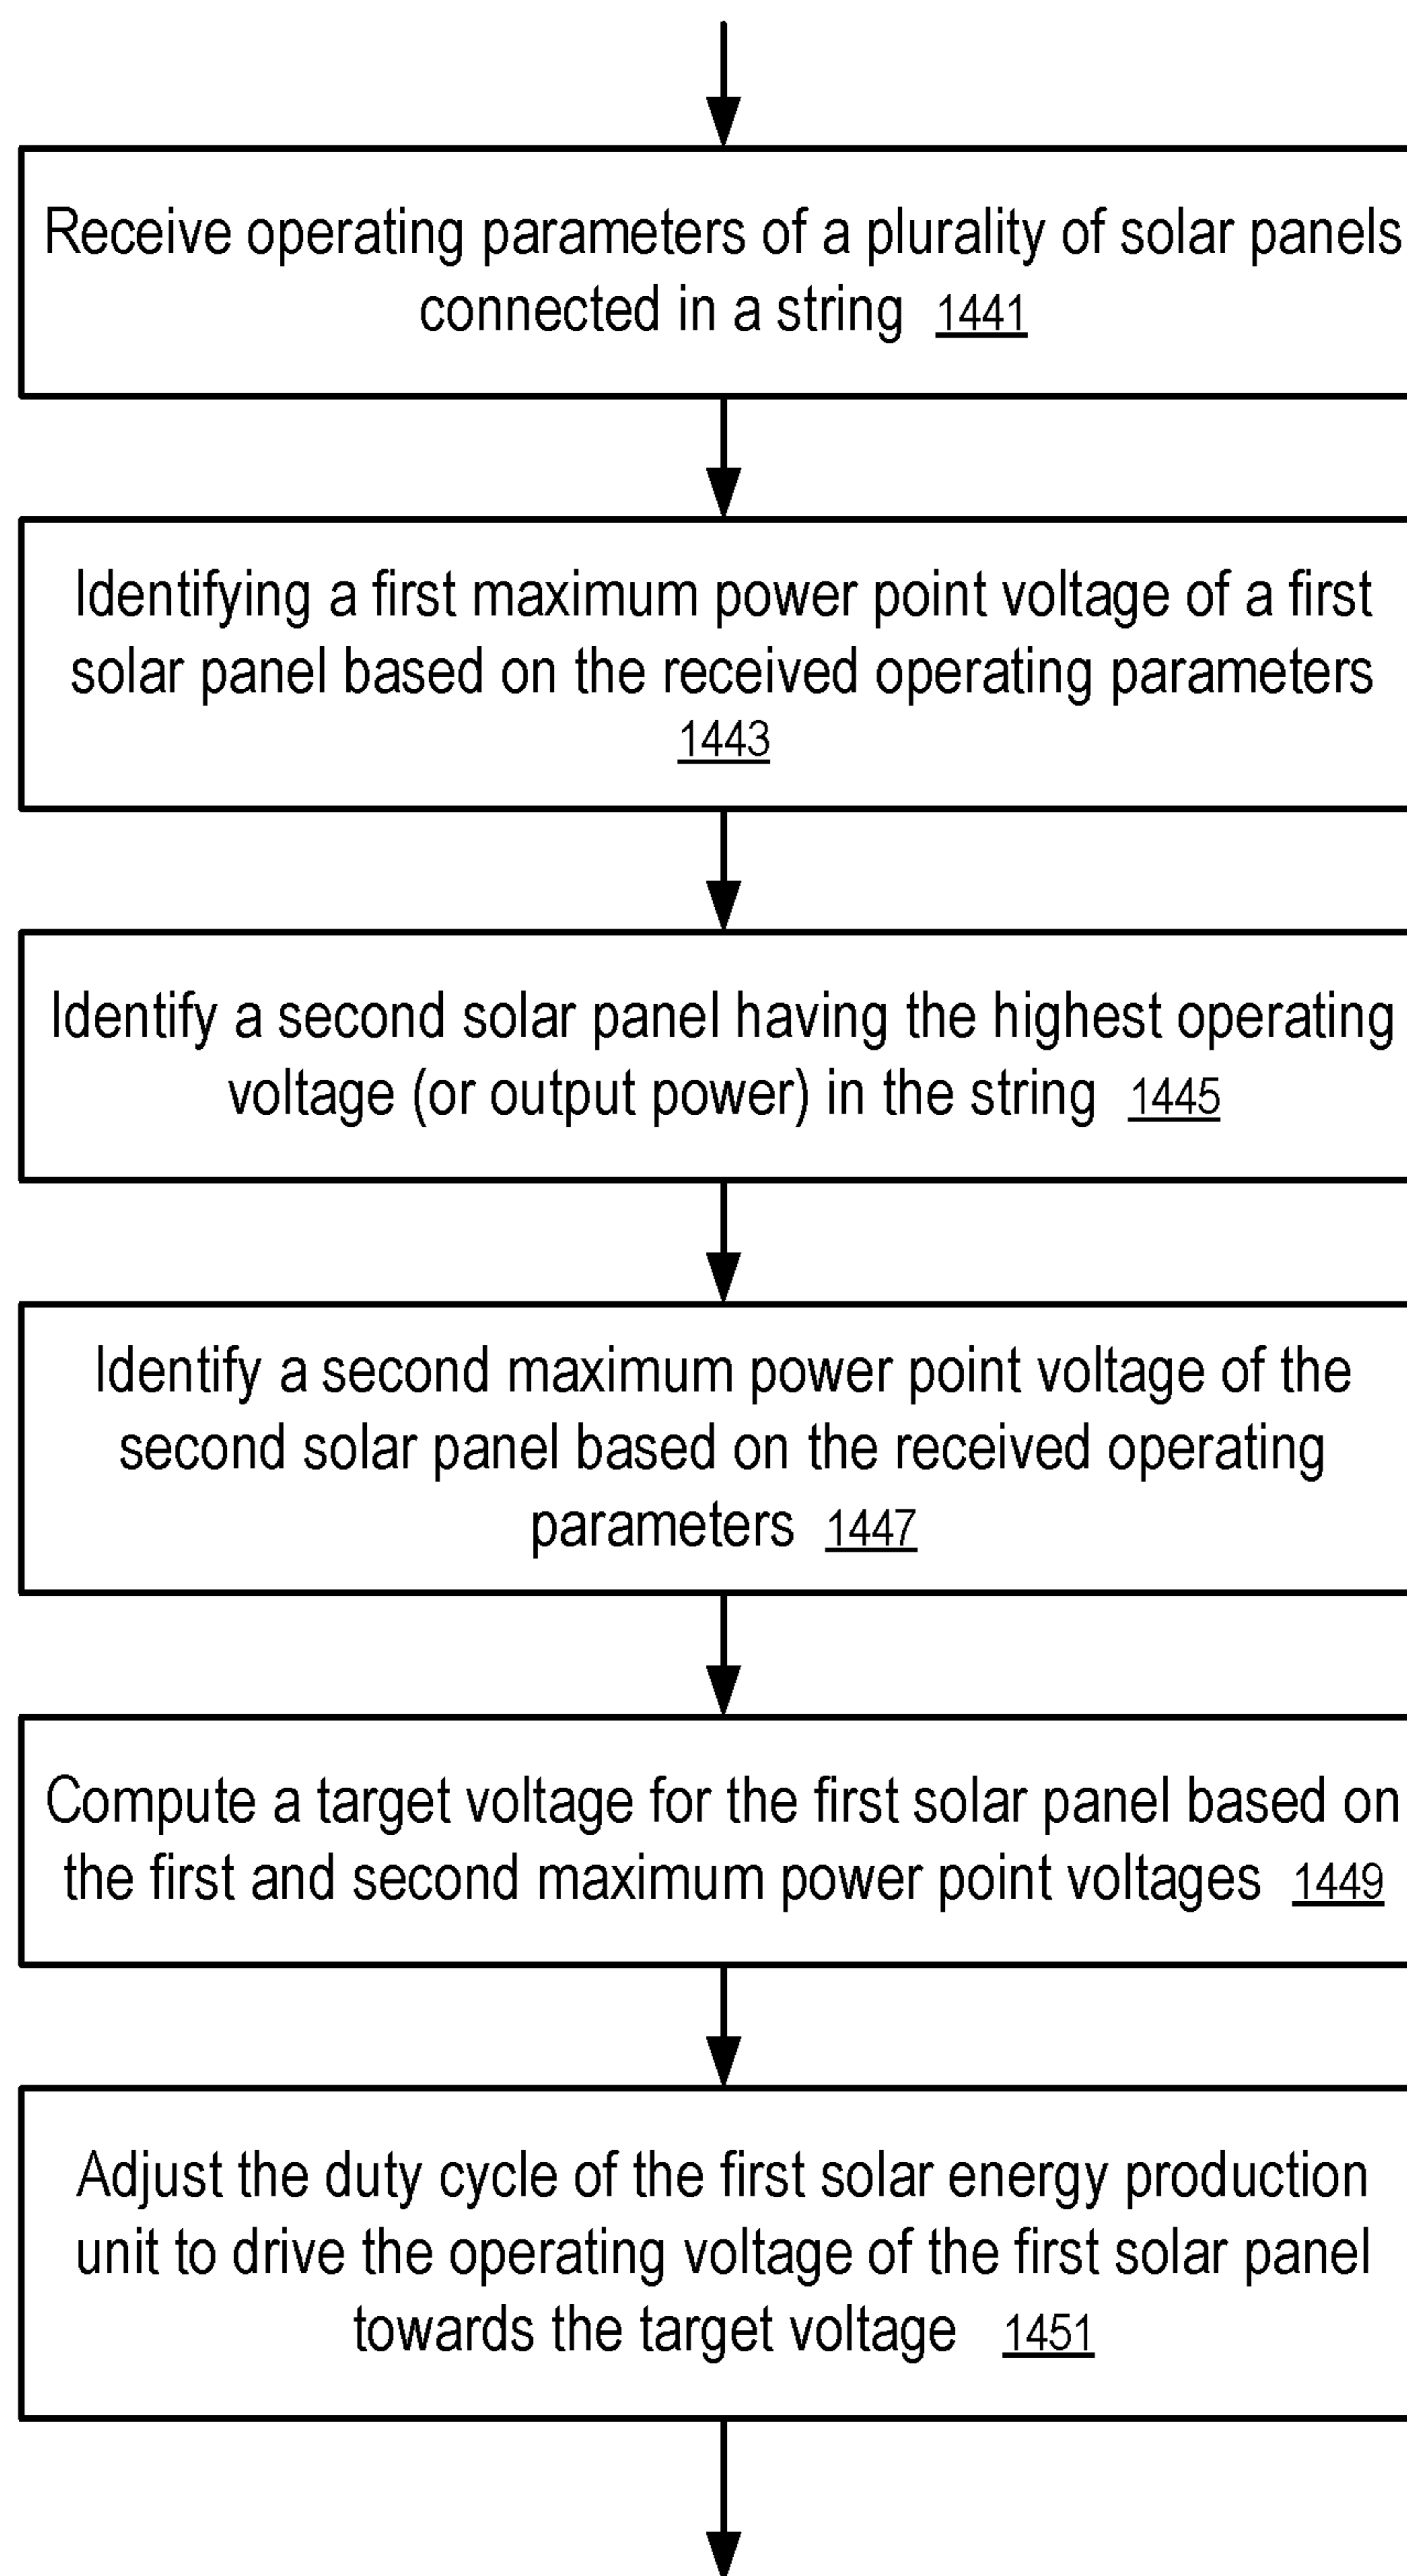 Receive operating parameters of a plurality of solar panels
connected in a string 1441
Identifying a first maximum power point voltage of a first
solar panel based on the received operating parameters
1443
Identify a second solar panel having the highest operating
voltage (or output power) in the string 1445
Identify a second maximum power point voltage of the
second solar panel based on the received operating
parameters 1447
Compute a target voltage for the first solar panel based on
the first and second maximum power point voltages 1449
Adjust the duty cycle of the first solar energy production
unit to drive the operating voltage of the first solar panel
towards the target voltage 1451